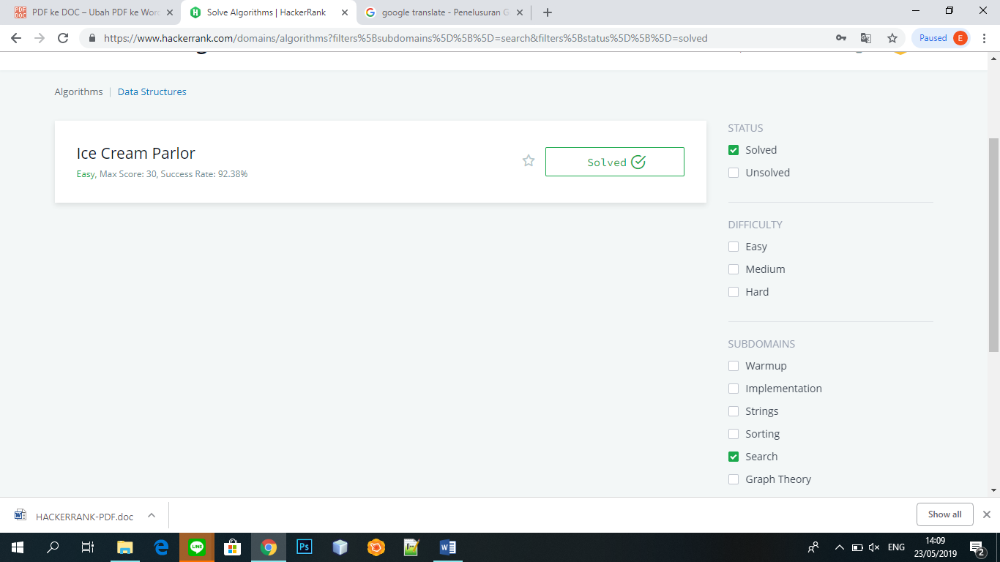 PDF ke DOC – Ubah PDF ke Word
Solve Algorithms | HackerRank
google translate - Penelusuran G
https://www.hackerrank.com/domains/algorithms?filters%5Bsubdomains%5D%5B%5D=search&filters%5Bstatus%5D%5B%5D=solved
Paused
E
Algorithms | Data Structures
Ice Cream Parlor
Easy, Max Score: 30, Success Rate: 92.38%
Solved
STATUS
Solved
Unsolved
DIFFICULTY
Easy
Medium
Hard
SUBDOMAINS
Warmup
Implementation
Strings
Sorting
Search
Graph Theory
HACKERRANK-PDF.doc
Show all
LINE
Ps
ENG
14:09
23/05/2019
2